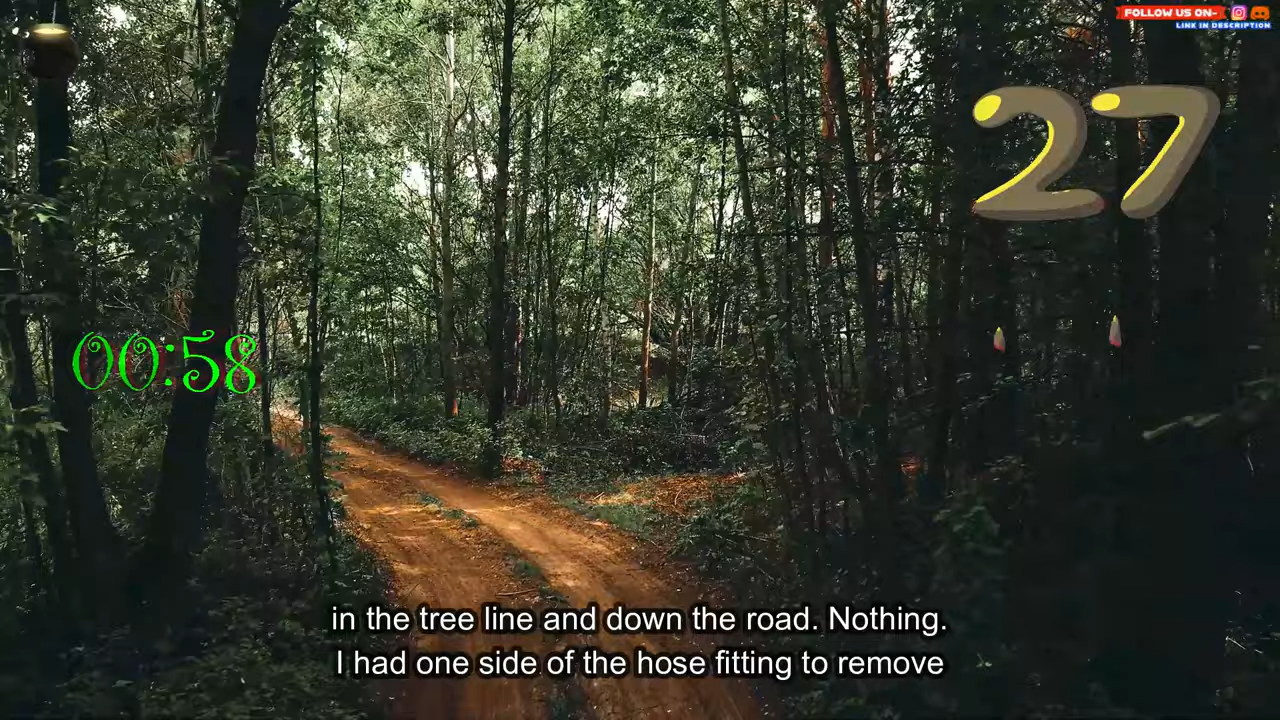 FOLLOW US ON-
LINK IN DESCRIPTION
27
00:58
in the tree line and down the road. Nothing.
I had one side of the hose fitting to remove